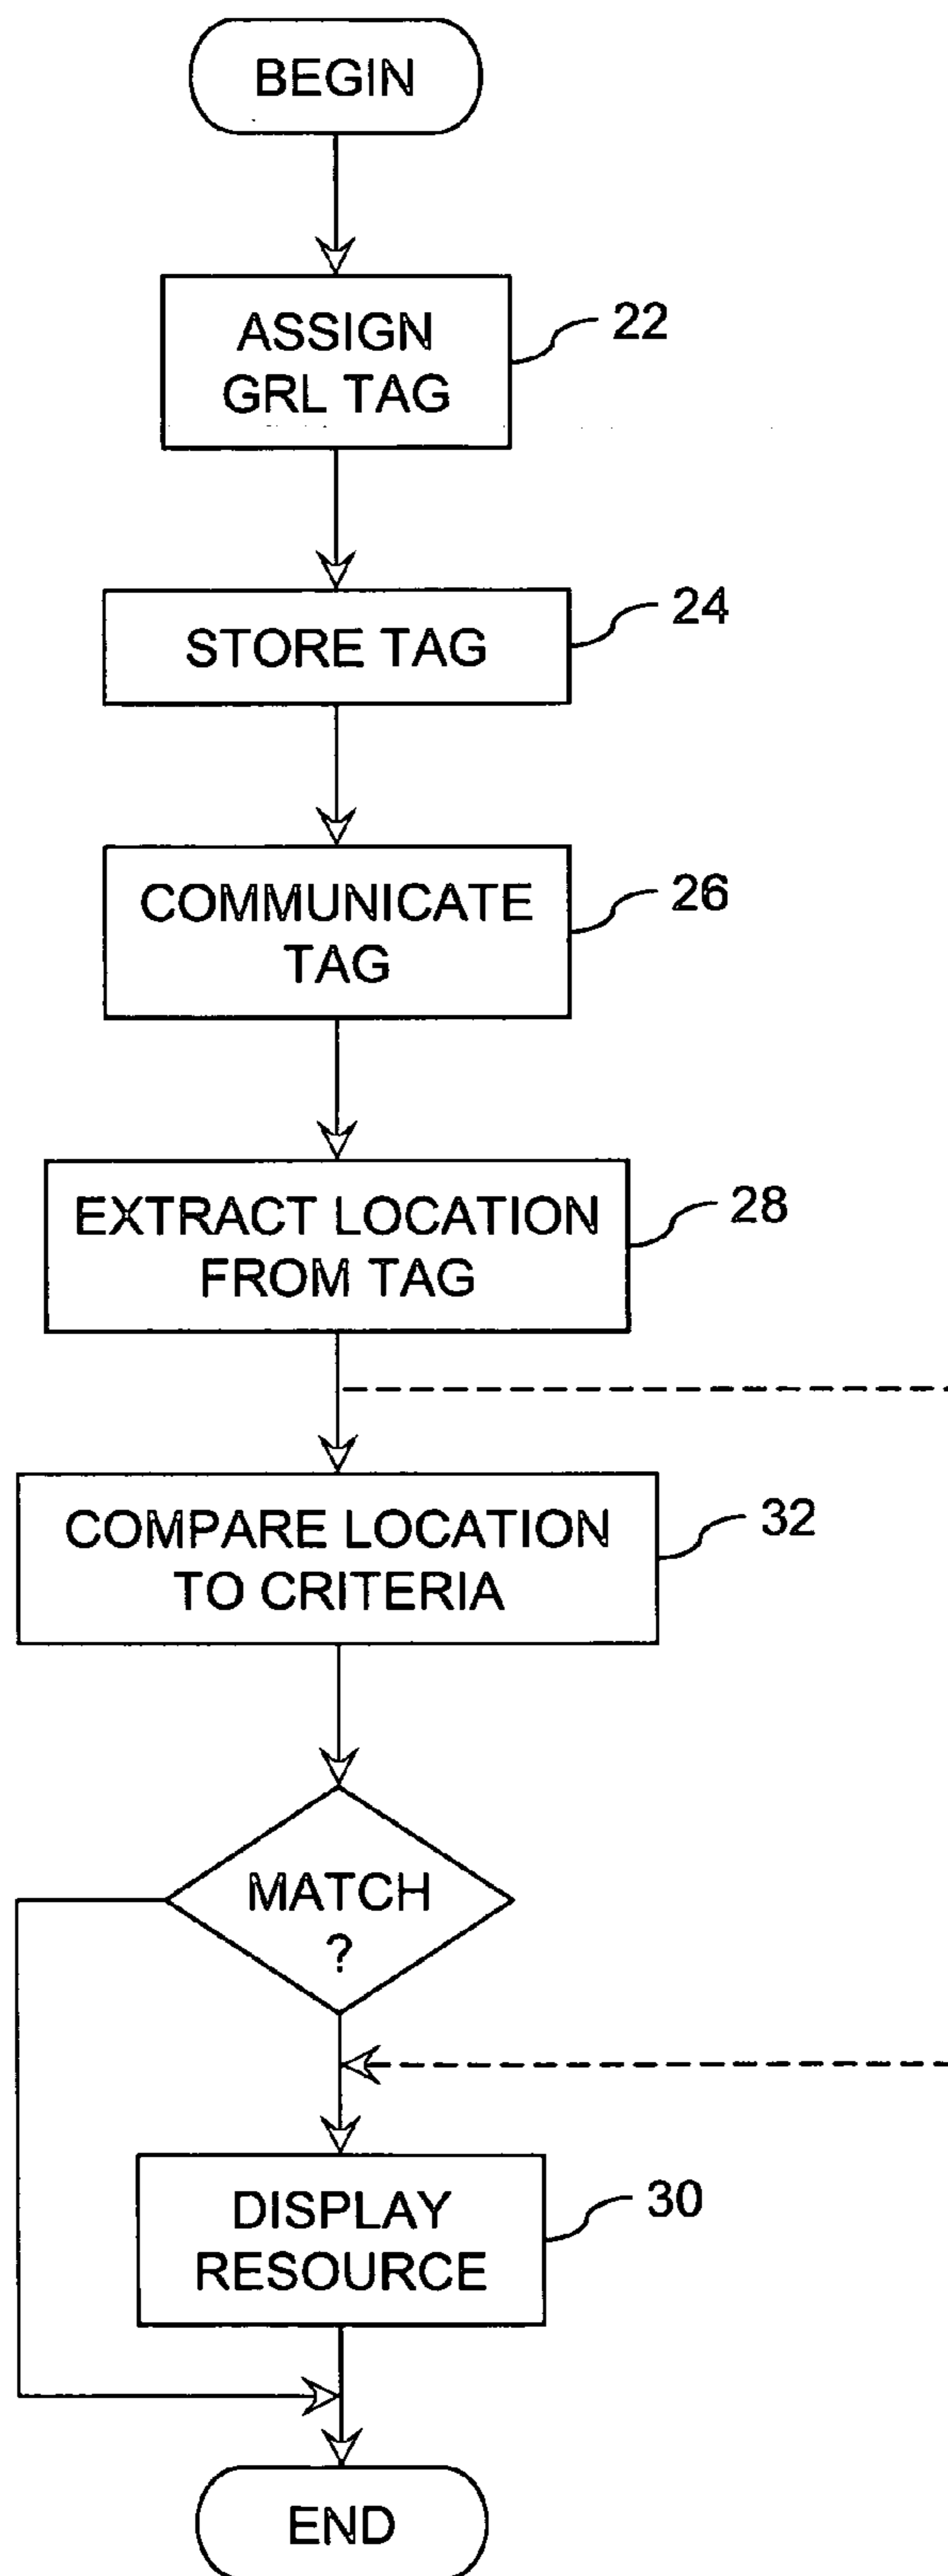 BEGIN
ASSIGN
GRL TAG
22
STORE TAG
24
COMMUNICATE
TAG
26
EXTRACT LOCATION
FROM TAG
28
COMPARE LOCATION
TO CRITERIA
32
MATCH
?
DISPLAY
RESOURCE
30
END